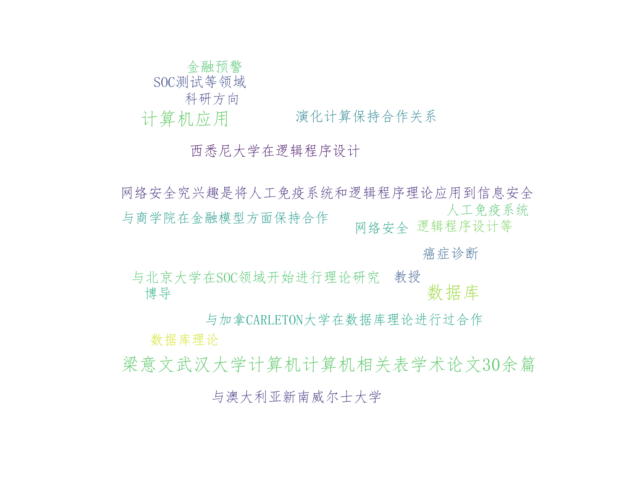 金融预警
SOC测试等领域
科研方向
计算机应用
演化计算保持合作关系
西悉尼大学在逻辑程序设计
网络安全究兴趣是将人工免疫系统和逻辑程序理论应用到信息安全
人工免疫系统
与商学院在金融模型方面保持合作
网络安全
逻辑程序设计等
癌症诊断
与北京大学在SOC领域开始进行理论研究
教授
博导
数据库
与加拿CARLETON大学在数据库理论进行过合作
数据库理论
梁意文武汉大学计算机计算机相关表学术论文30余篇
与澳大利亚新南威尔士大学